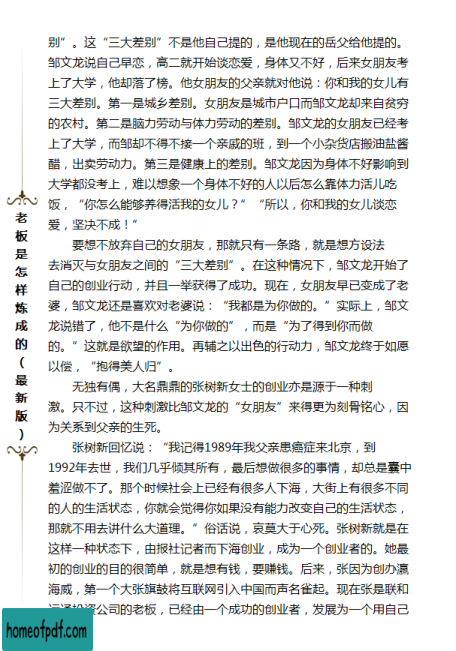 别”。这“三大差别”不是他自己提的，是他现在的岳父给他提的。
邹文龙说自己早恋，高二就开始谈恋爱，身体又不好，后来女朋友考
上了大学，他却落了榜。他女朋友的父亲就对他说：你和我的女儿有
三大差别。第一是城乡差别。女朋友是城市户口而邹文龙却来自贫穷
的农村。第二是脑力劳动与体力劳动的差别。邹文龙的女朋友已经考
上了大学，而邹却不得不接一个亲戚的班，到一个小杂货店搬油盐酱
醋，出卖劳动力。第三是健康上的差别。邹文龙因为身体不好影响到
大学都没考上，难以想象一个身体不好的人以后怎么靠体力活儿吃
饭，“你怎么能够养得活我的女儿？”“所以，你和我的女儿谈恋
爱，坚决不成！”
要想不放弃自己的女朋友，那就只有一条路，就是想方设法
去消灭与女朋友之间的“三大差别”。在这种情况下，邹文龙开始了
自己的创业行动，并且一举获得了成功。现在，女朋友早已变成了老
婆，邹文龙还是喜欢对老婆说：“我都是为你做的。”实际上，邹文
龙说错了，他不是什么“为你做的”，而是“为了得到你而做
的。”这就是欲望的作用。再辅之以出色的行动力，邹文龙终于如愿
以偿，“抱得美人归”。
无独有偶，大名鼎鼎的张树新女士的创业亦是源于一种刺
激。只不过，这种刺激比邹文龙的“女朋友”来得更为刻骨铭心，因
为关系到父亲的生死。
张树新回忆说：“我记得1989年我父亲患癌症来北京，到
1992年去世，我们几乎倾其所有，最后想做很多的事情，却总是囊中
羞涩做不了。那个时候社会上已经有很多人下海，大街上有很多不同
的人的生活状态，你就会觉得你如果没有能力改变自己的生活状态，
那就不用去讲什么大道理。”俗话说，哀莫大于心死。张树新就是在
这样一种状态下，由报社记者而下海创业，成为一个创业者的。她最
初的创业的目的很简单，就是想有钱，要赚钱。后来，张因为创办瀛
海威，第一个大张旗鼓将互联网引入中国而声名雀起。现在张是联和
运通投资公司的老板，已经由一个成功的创业者，发展为一个用自己
老板是怎样炼成的（最新版）
homeofpdf.com